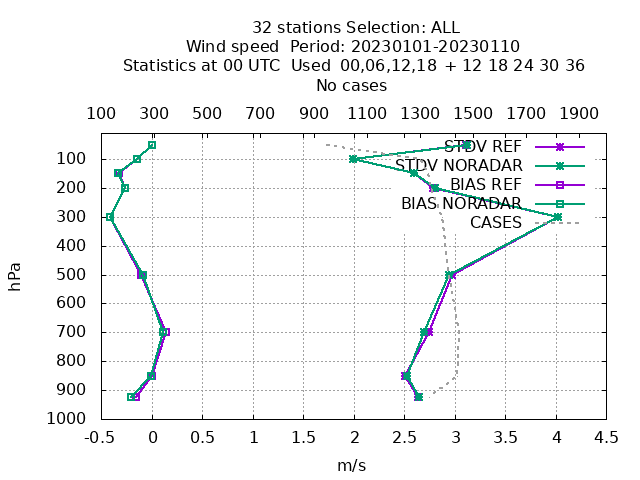 32 stations Selection: ALL
Wind speed  Period: 20230101-20230110
Statistics at 00 UTC  Used  00,06,12,18  + 12 18 24 30 36
No cases
100 300 500 700 900 1100 1300 1500 1700 1900
STDV REF
STDV NORADAR
BIAS REF
BIAS NORADAR
CASES
hPa
100
200
300
400
500
600
700
800
900
1000
-0.5 0 0.5 1 1.5 2 2.5 3 3.5 4 4.5
m/s